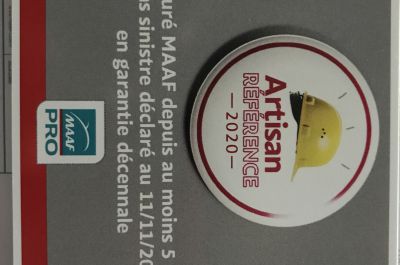 Artisan
RÉFÉRENCE
— 2020 —
uré MAAF depuis au moins 5
ns sinistre déclaré au 11/11/20
en garantie décennale
MAAF
PRO